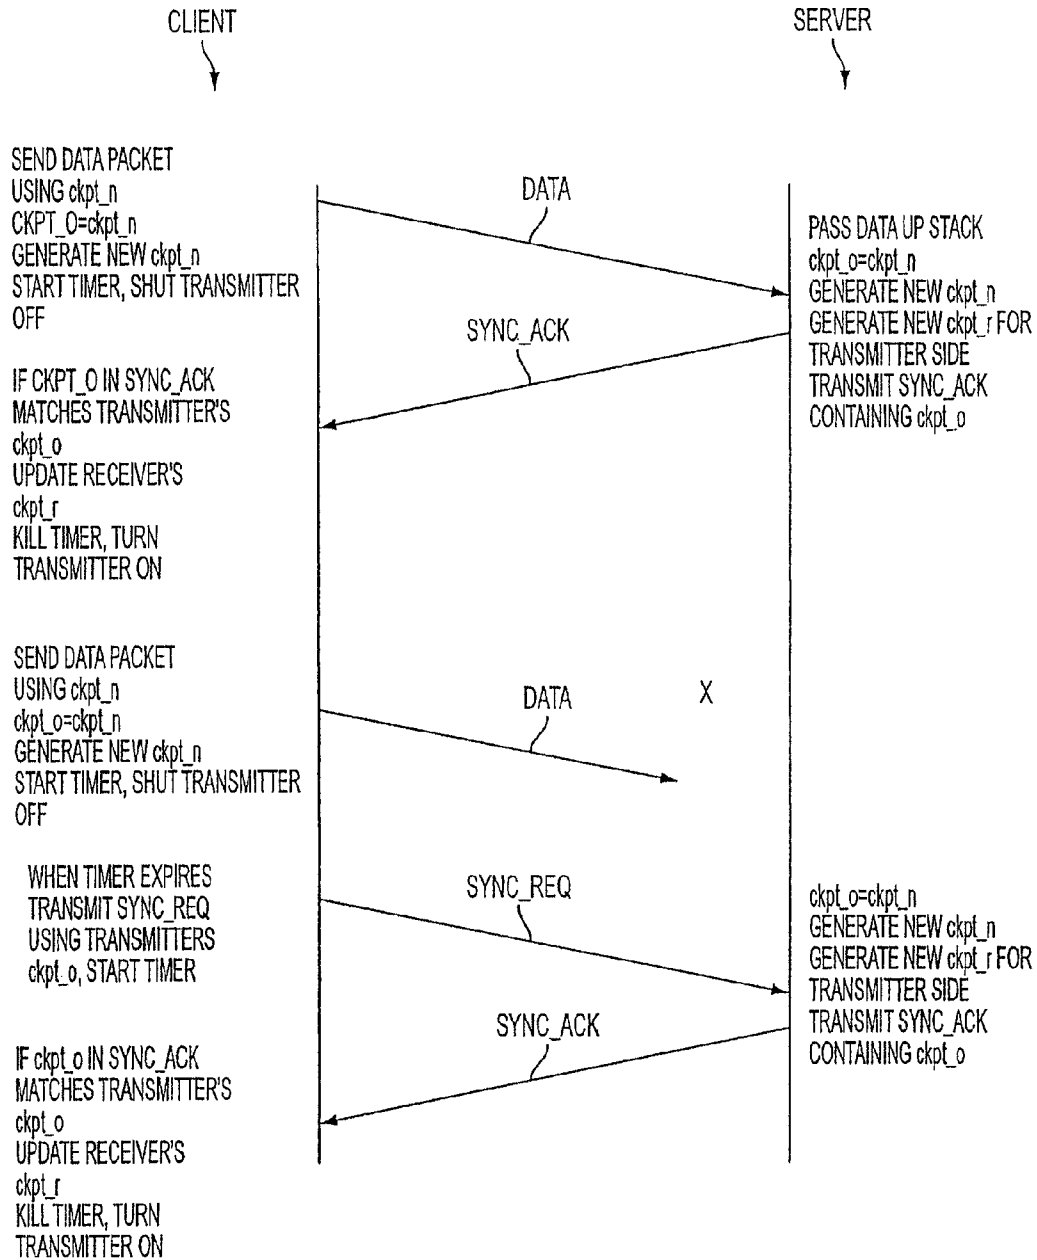 CLIENT
SERVER
SEND DATA PACKET
USING ckpt_n
CKPT_O=ckpt_n
GENERATE NEW ckpt_n
START TIMER, SHUT TRANSMITTER
OFF
DATA
PASS DATA UP STACK
ckpt_o=ckpt_n
GENERATE NEW ckpt_n
GENERATE NEW ckpt_r FOR
TRANSMITTER SIDE
TRANSMIT SYNC_ACK
CONTAINING ckpt_o
SYNC_ACK
IF CKPT_O IN SYNC_ACK
MATCHES TRANSMITTER'S
ckpt_o
UPDATE RECEIVER'S
ckpt_r
KILL TIMER, TURN
TRANSMITTER ON
SEND DATA PACKET
USING ckpt_n
ckpt_o=ckpt_n
GENERATE NEW ckpt_n
START TIMER, SHUT TRANSMITTER
OFF
DATA
X
WHEN TIMER EXPIRES
TRANSMIT SYNC_REQ
USING TRANSMITTERS
ckpt_o, START TIMER
SYNC_REQ
ckpt_o=ckpt_n
GENERATE NEW ckpt_n
GENERATE NEW ckpt_r FOR
TRANSMITTER SIDE
TRANSMIT SYNC_ACK
CONTAINING ckpt_o
SYNC_ACK
IF ckpt_o IN SYNC_ACK
MATCHES TRANSMITTER'S
ckpt_o
UPDATE RECEIVER'S
ckpt_r
KILL TIMER, TURN
TRANSMITTER ON